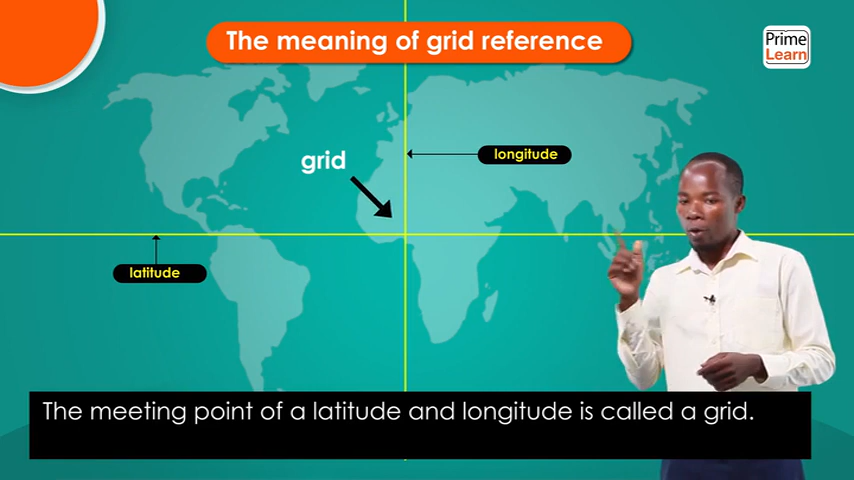 The meaning of grid reference
Prime
Learn
grid
longitude
latitude
The meeting point of a latitude and longitude is called a grid.